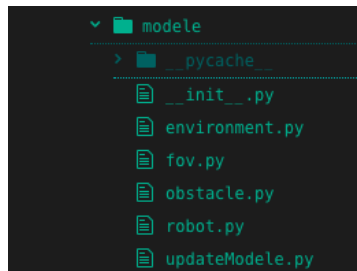 modele
__pycache__
__init__.py
environment.py
fov.py
obstacle.py
robot.py
updateModele.py